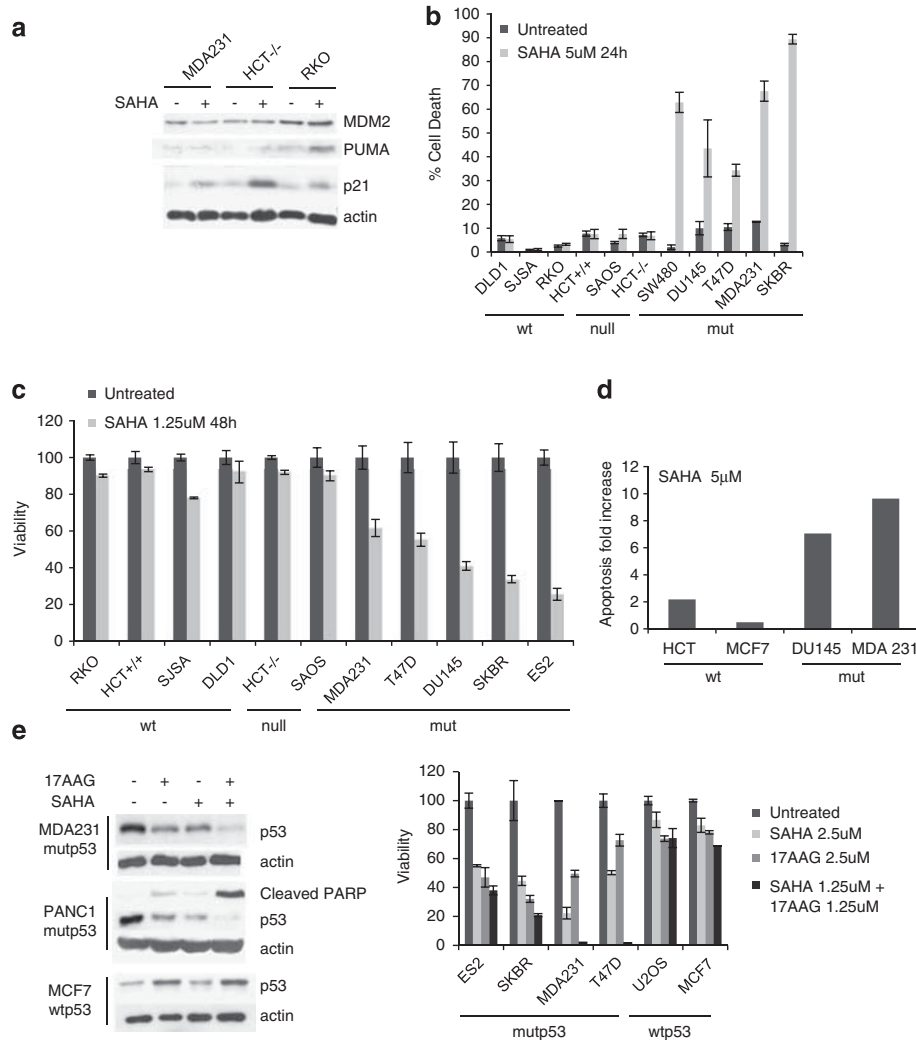 a
MDA231
HCT-/-
RKO
SAHA - + - + - +
MDM2
PUMA
p21
actin
b
Untreated
SAHA 5uM 24h
% Cell Death
100
90
80
70
60
50
40
30
20
10
0
DLD1
SJSA
RKO
HCT+/+
SAOS
HCT-/-
SW480
DU145
T47D
MDA231
SKBR
wt
null
mut
c
Untreated
SAHA 1.25uM 48h
Viability
120
100
80
60
40
20
0
RKO
HCT+/+
SJSA
DLD1
HCT-/-
SAOS
MDA231
T47D
DU145
SKBR
ES2
wt
null
mut
d
SAHA 5μM
Apoptosis fold increase
12
10
8
6
4
2
0
HCT
MCF7
DU145
MDA 231
wt
mut
e
17AAG - + - +
SAHA - - + +
MDA231
mutp53
p53
actin
PANC1
mutp53
Cleaved PARP
p53
actin
MCF7
wtp53
p53
actin
Viability
120
100
80
60
40
20
0
ES2
SKBR
MDA231
T47D
U2OS
MCF7
mutp53
wtp53
Untreated
SAHA 2.5uM
17AAG 2.5uM
SAHA 1.25uM +
17AAG 1.25uM